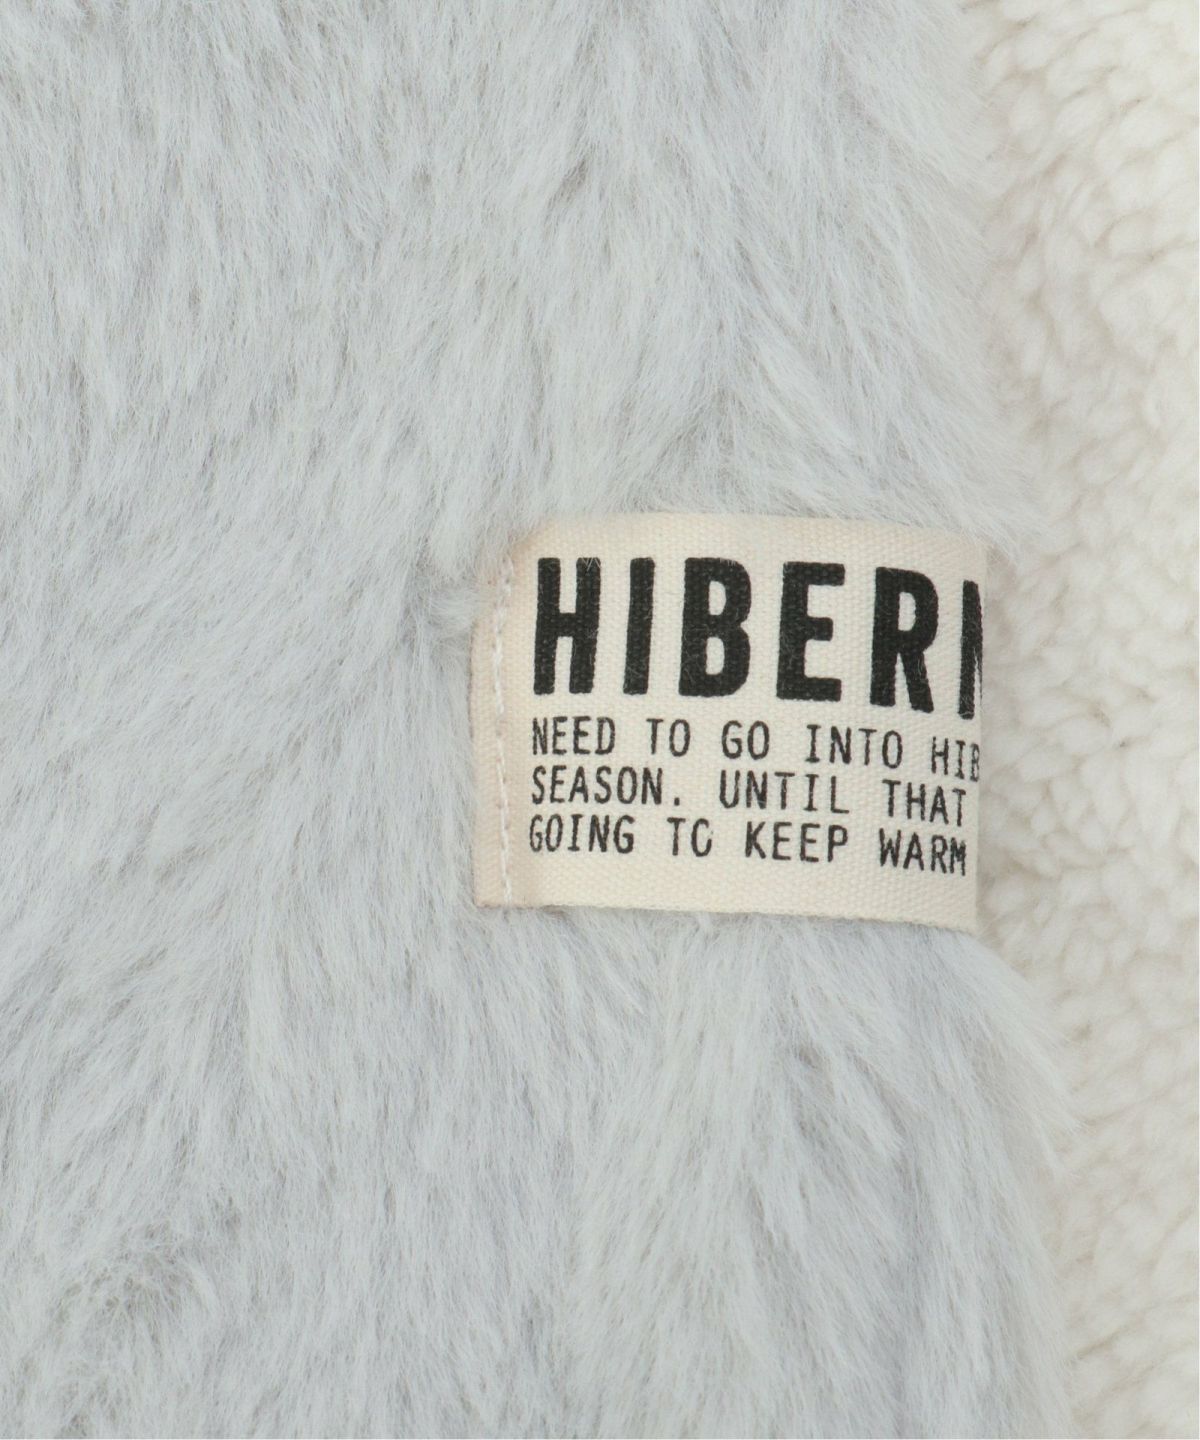 HIBERN
NEED TO GO INTO HIB
SEASON. UNTIL THAT
GOING TO KEEP WARM